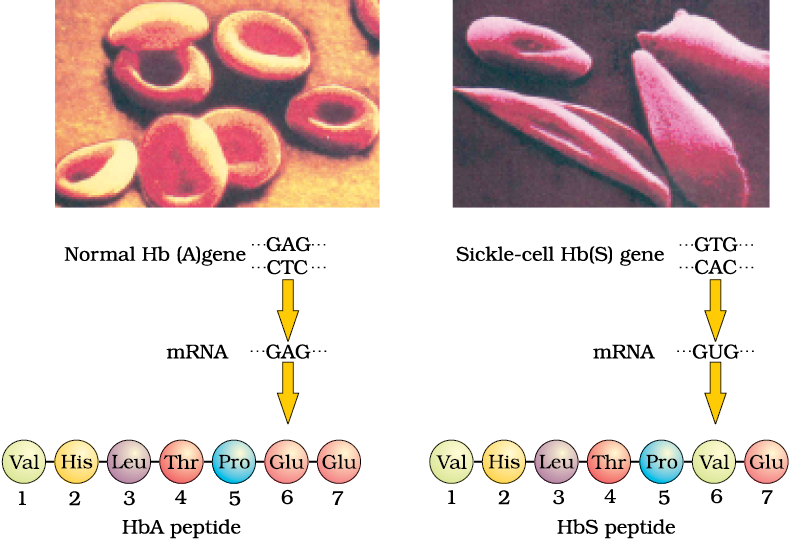 Normal Hb (A)gene ···GAG···
···CTC···
mRNA ···GAG···
Val His Leu Thr Pro Glu Glu
1 2 3 4 5 6 7
HbA peptide
Sickle-cell Hb(S) gene ···GTG···
···CAC···
mRNA ···GUG···
Val His Leu Thr Pro Val Glu
1 2 3 4 5 6 7
HbS peptide